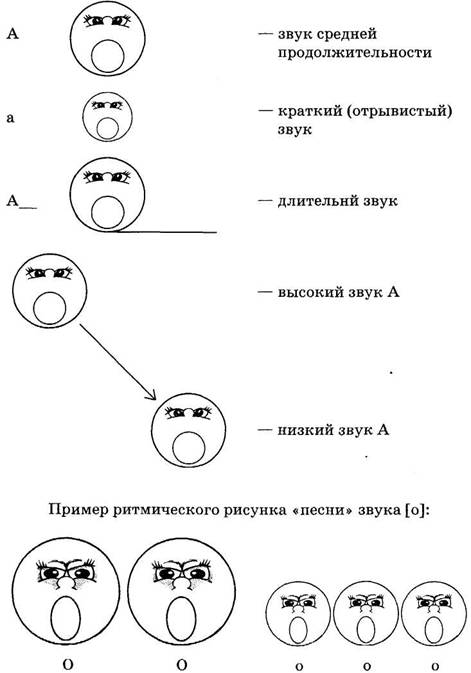 А — звук средней
продолжительности
а — краткий (отрывистый)
звук
А__ — длительнй звук
— высокий звук А
— низкий звук А
Пример ритмического рисунка «песни» звука [о]:
О О о о о